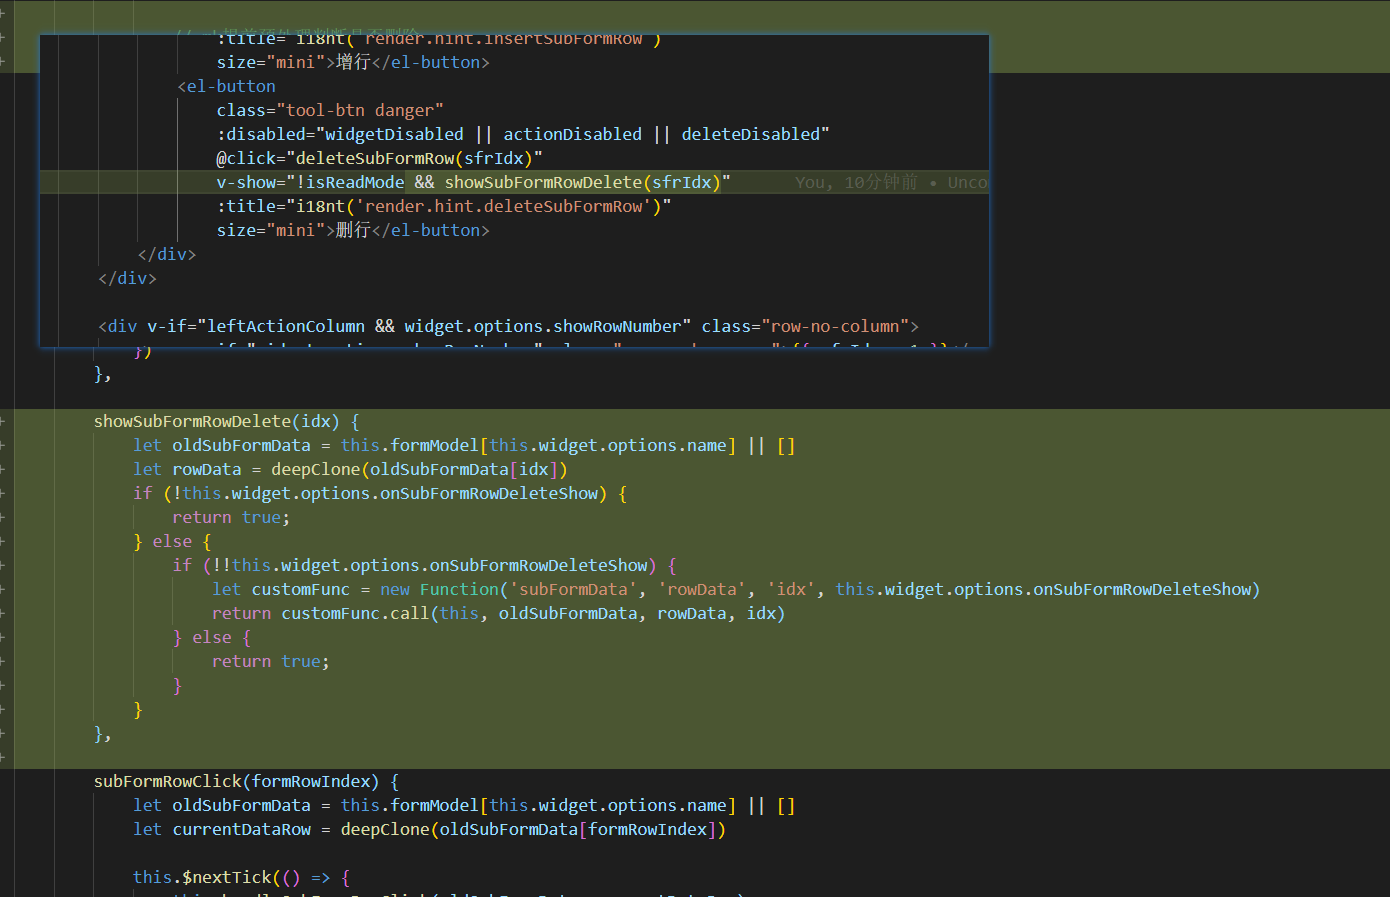 :title="i18nt('render.hint.insertSubFormRow')
size="mini">增行</el-button>
<el-button
class="tool-btn danger"
:disabled="widgetDisabled || actionDisabled || deleteDisabled"
@click="deleteSubFormRow(sfrIdx)"
v-show="!isReadMode && showSubFormRowDelete(sfrIdx)" You, 10分钟前 • Unco
:title="i18nt('render.hint.deleteSubFormRow')"
size="mini">删行</el-button>
</div>
</div>
<div v-if="leftActionColumn && widget.options.showRowNumber" class="row-no-column">
})
},
showSubFormRowDelete(idx) {
let oldSubFormData = this.formModel[this.widget.options.name] || []
let rowData = deepClone(oldSubFormData[idx])
if (!this.widget.options.onSubFormRowDeleteShow) {
return true;
} else {
if (!!this.widget.options.onSubFormRowDeleteShow) {
let customFunc = new Function('subFormData', 'rowData', 'idx', this.widget.options.onSubFormRowDeleteShow)
return customFunc.call(this, oldSubFormData, rowData, idx)
} else {
return true;
}
}
},
subFormRowClick(formRowIndex) {
let oldSubFormData = this.formModel[this.widget.options.name] || []
let currentDataRow = deepClone(oldSubFormData[formRowIndex])
this.$nextTick(() => {